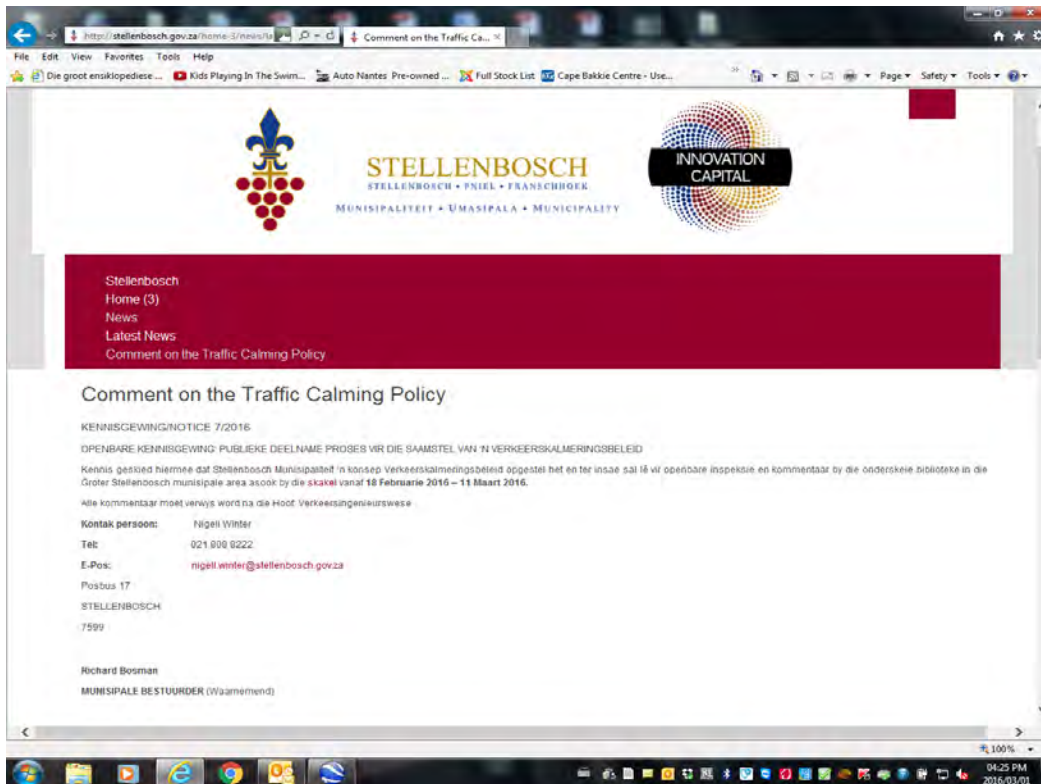 http://stellenbosch.gov.za/home-3/news/la
Comment on the Traffic Ca...
File Edit View Favorites Tools Help
Die groot ensiklopediese ... Kids Playing In The Swim... Auto Nantes Pre-owned ... Full Stock List Cape Bakkie Centre - Use... Page Safety Tools
STELLENBOSCH
STELLENBOSCH • PNIEL • FRANSCHHOEK
MUNISIPALITEIT • UMASIPALA • MUNICIPALITY
INNOVATION
CAPITAL
Stellenbosch
Home (3)
News
Latest News
Comment on the Traffic Calming Policy
Comment on the Traffic Calming Policy
KENNISGEWING/NOTICE 7/2016
OPENBARE KENNISGEWING: PUBLIEKE DEELNAME PROSES VIR DIE SAAMSTEL VAN 'N VERKEERSKALMERINGSBELEID
Kennis geskied hiermee dat Stellenbosch Munisipaliteit 'n konsep Verkeerskalmeringsbeleid opgestel het en ter insae sal lê vir openbare inspeksie en kommentaar by die onderskeie biblioteke in die
Groter Stellenbosch munisipale area asook by die skakel vanaf 18 Februarie 2016 – 11 Maart 2016.
Alle kommentaar moet verwys word na die Hoof: Verkeersingenieurswese
Kontak persoon: Nigell Winter
Tel: 021 808 8222
E-Pos: nigell.winter@stellenbosch.gov.za
Posbus 17
STELLENBOSCH
7599
Richard Bosman
MUNISIPALE BESTUURDER (Waarnemend)
100%
04:25 PM
2016/03/01